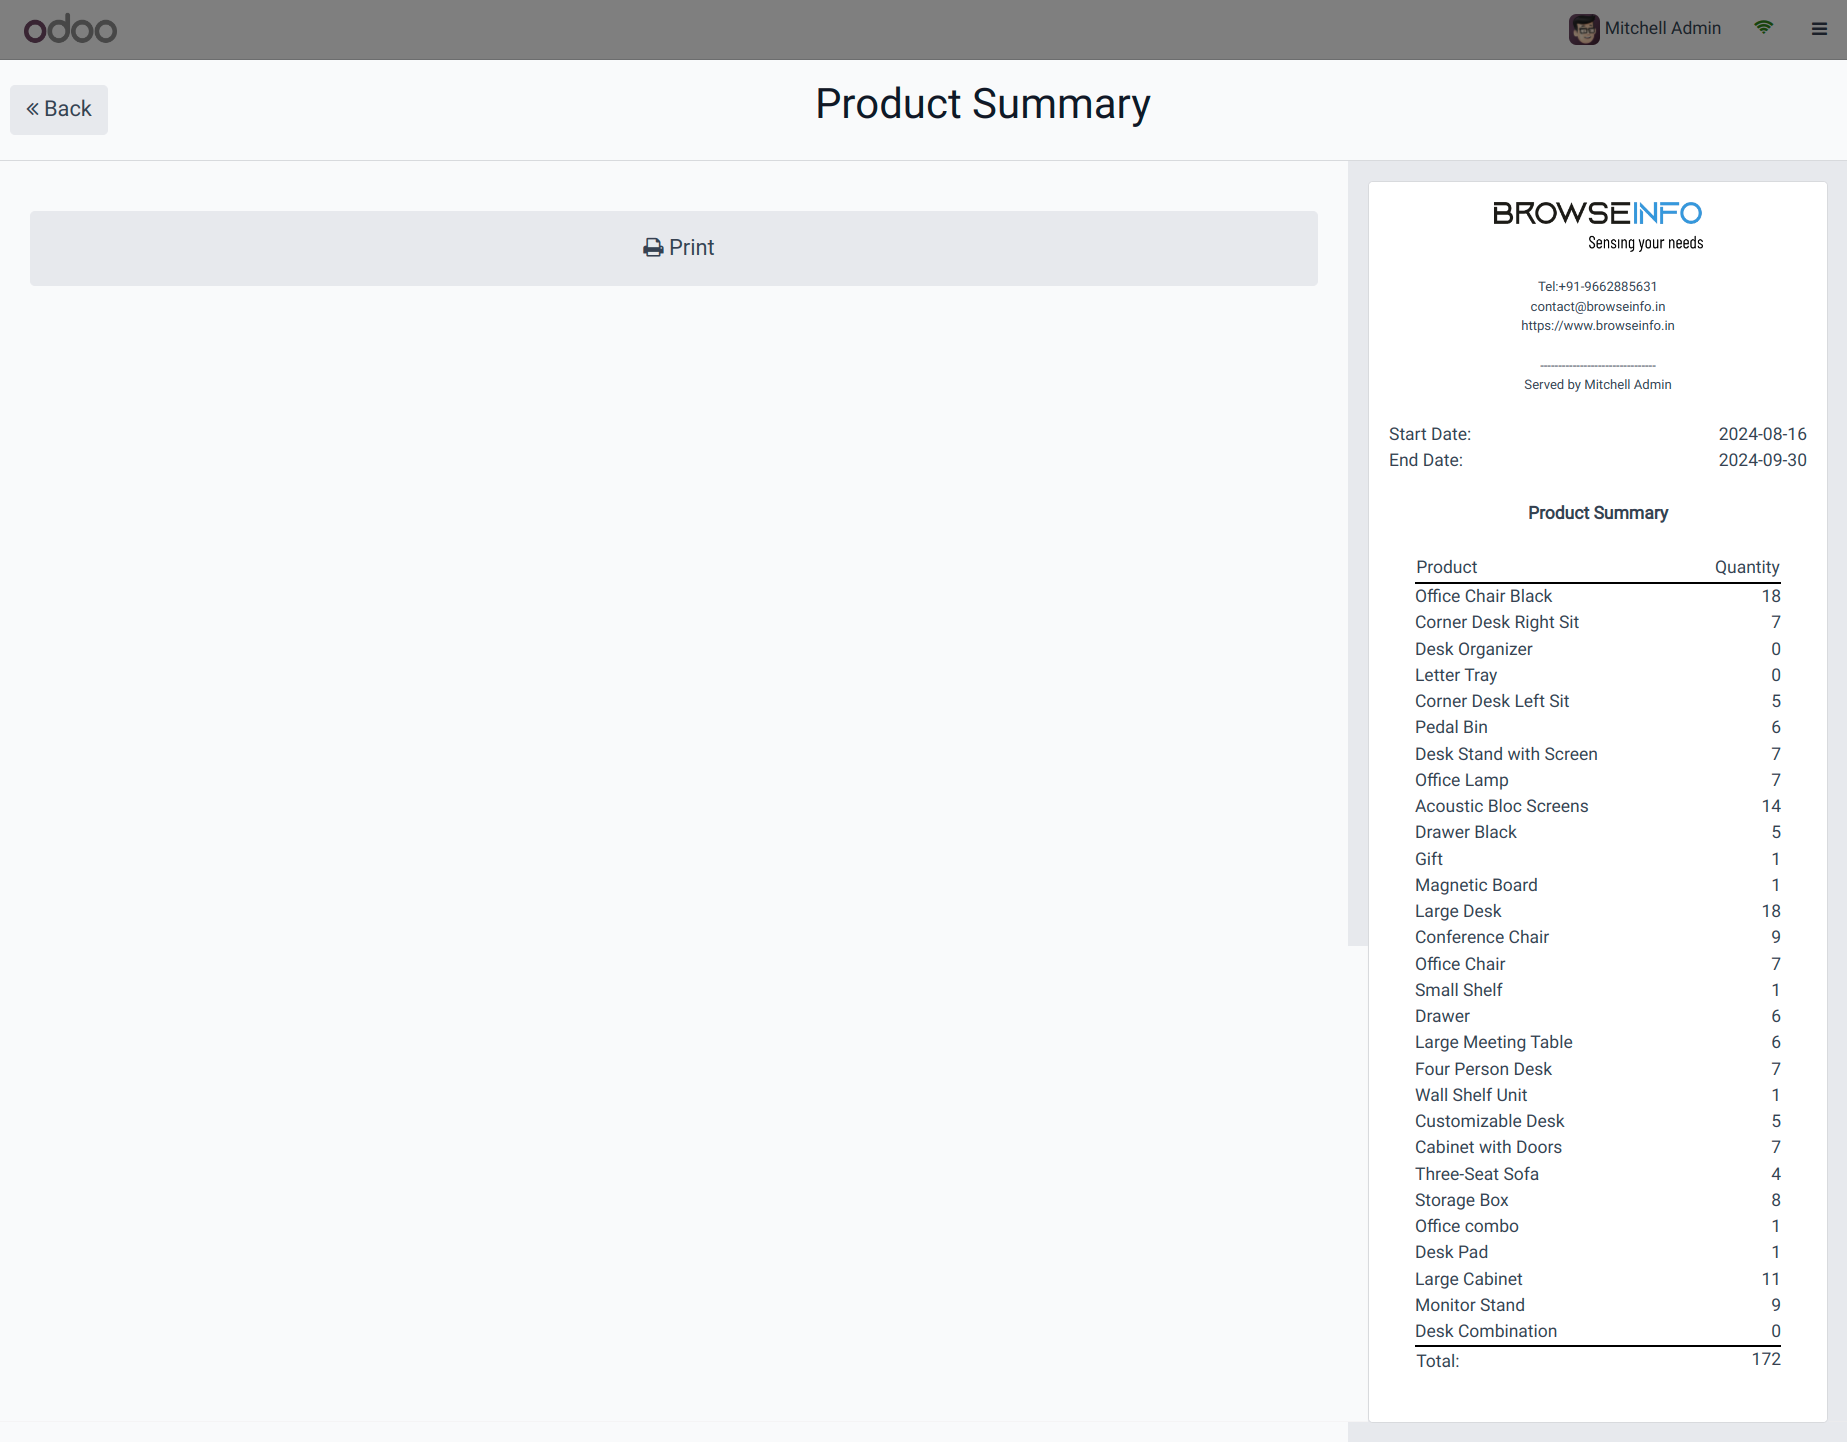 odoo
Mitchell Admin
Back
Product Summary
Print
BROWSEINFO
Sensing your needs
Tel:+91-9662885631
contact@browseinfo.in
https://www.browseinfo.in
--------------------------------
Served by Mitchell Admin
Start Date: 2024-08-16
End Date: 2024-09-30
Product Summary
Product Quantity
Office Chair Black 18
Corner Desk Right Sit 7
Desk Organizer 0
Letter Tray 0
Corner Desk Left Sit 5
Pedal Bin 6
Desk Stand with Screen 7
Office Lamp 7
Acoustic Bloc Screens 14
Drawer Black 5
Gift 1
Magnetic Board 1
Large Desk 18
Conference Chair 9
Office Chair 7
Small Shelf 1
Drawer 6
Large Meeting Table 6
Four Person Desk 7
Wall Shelf Unit 1
Customizable Desk 5
Cabinet with Doors 7
Three-Seat Sofa 4
Storage Box 8
Office combo 1
Desk Pad 1
Large Cabinet 11
Monitor Stand 9
Desk Combination 0
Total: 172